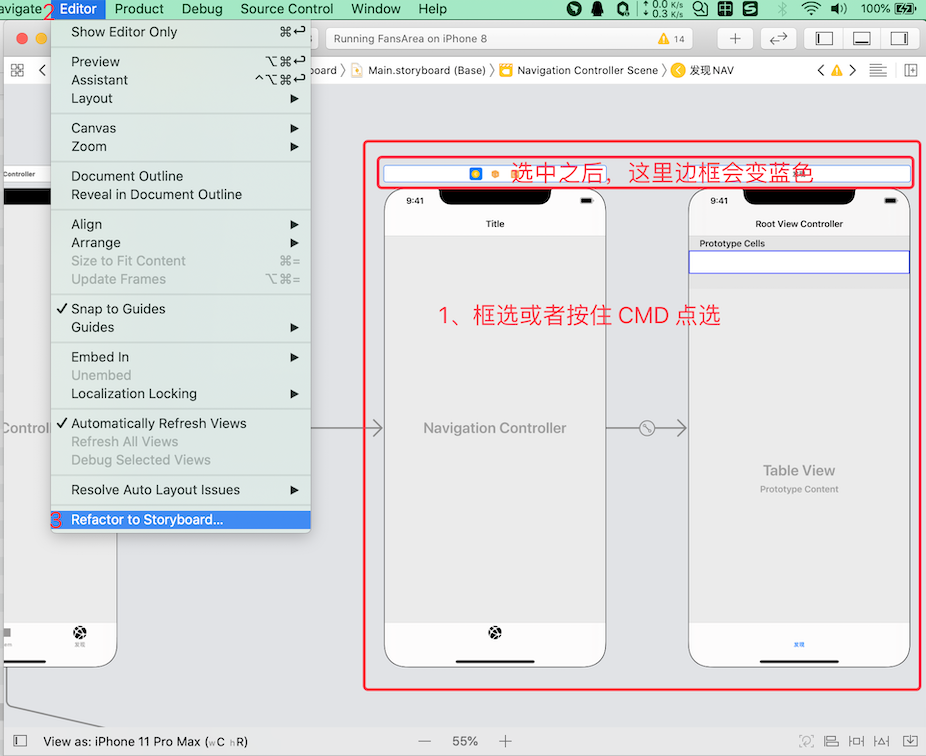 avigate 2 Editor Product Debug Source Control Window Help 0.0 K/s 0.3 K/s 100%
Show Editor Only ⌘↩
Running FansArea on iPhone 8 14
Preview ⌥⌘↩
board Main.storyboard (Base) Navigation Controller Scene 发现 NAV
Assistant ^⌥⌘↩
Layout
Canvas
Zoom
Document Outline
Reveal in Document Outline
Align
Arrange
Size to Fit Content ⌘=
Update Frames ⌥⌘=
Snap to Guides
Guides
Embed In
Unembed
Localization Locking
Automatically Refresh Views
Refresh All Views
Debug Selected Views
Resolve Auto Layout Issues
3 Refactor to Storyboard...
Controller
选中之后，这里边框会变蓝色
9:41
Title
9:41
Root View Controller
Prototype Cells
1、框选或者按住 CMD 点选
Control
Navigation Controller
Table View
Prototype Content
发现
发现
View as: iPhone 11 Pro Max (wC hR)
55%